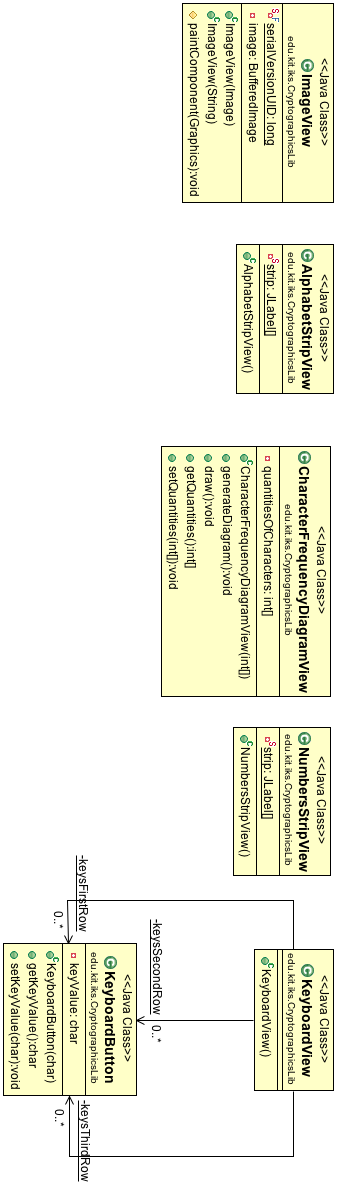 <<Java Class>>
ImageView
edu.kit.iks.CryptographicsLib
serialVersionUID: long
image: BufferedImage
ImageView(Image)
ImageView(String)
paintComponent(Graphics):void
<<Java Class>>
AlphabetStripView
edu.kit.iks.CryptographicsLib
strip: JLabel[]
AlphabetStripView()
<<Java Class>>
CharacterFrequencyDiagramView
edu.kit.iks.CryptographicsLib
quantitiesOfCharacters: int[]
CharacterFrequencyDiagramView(int[])
generateDiagram():void
draw():void
getQuantities():int[]
setQuantities(int[]):void
<<Java Class>>
NumbersStripView
edu.kit.iks.CryptographicsLib
strip: JLabel[]
NumbersStripView()
<<Java Class>>
KeyboardView
edu.kit.iks.CryptographicsLib
KeyboardView()
-keysFirstRow
0..*
-keysSecondRow
0..*
-keysThirdRow
0..*
<<Java Class>>
KeyboardButton
edu.kit.iks.CryptographicsLib
keyValue: char
KeyboardButton(char)
getKeyValue():char
setKeyValue(char):void